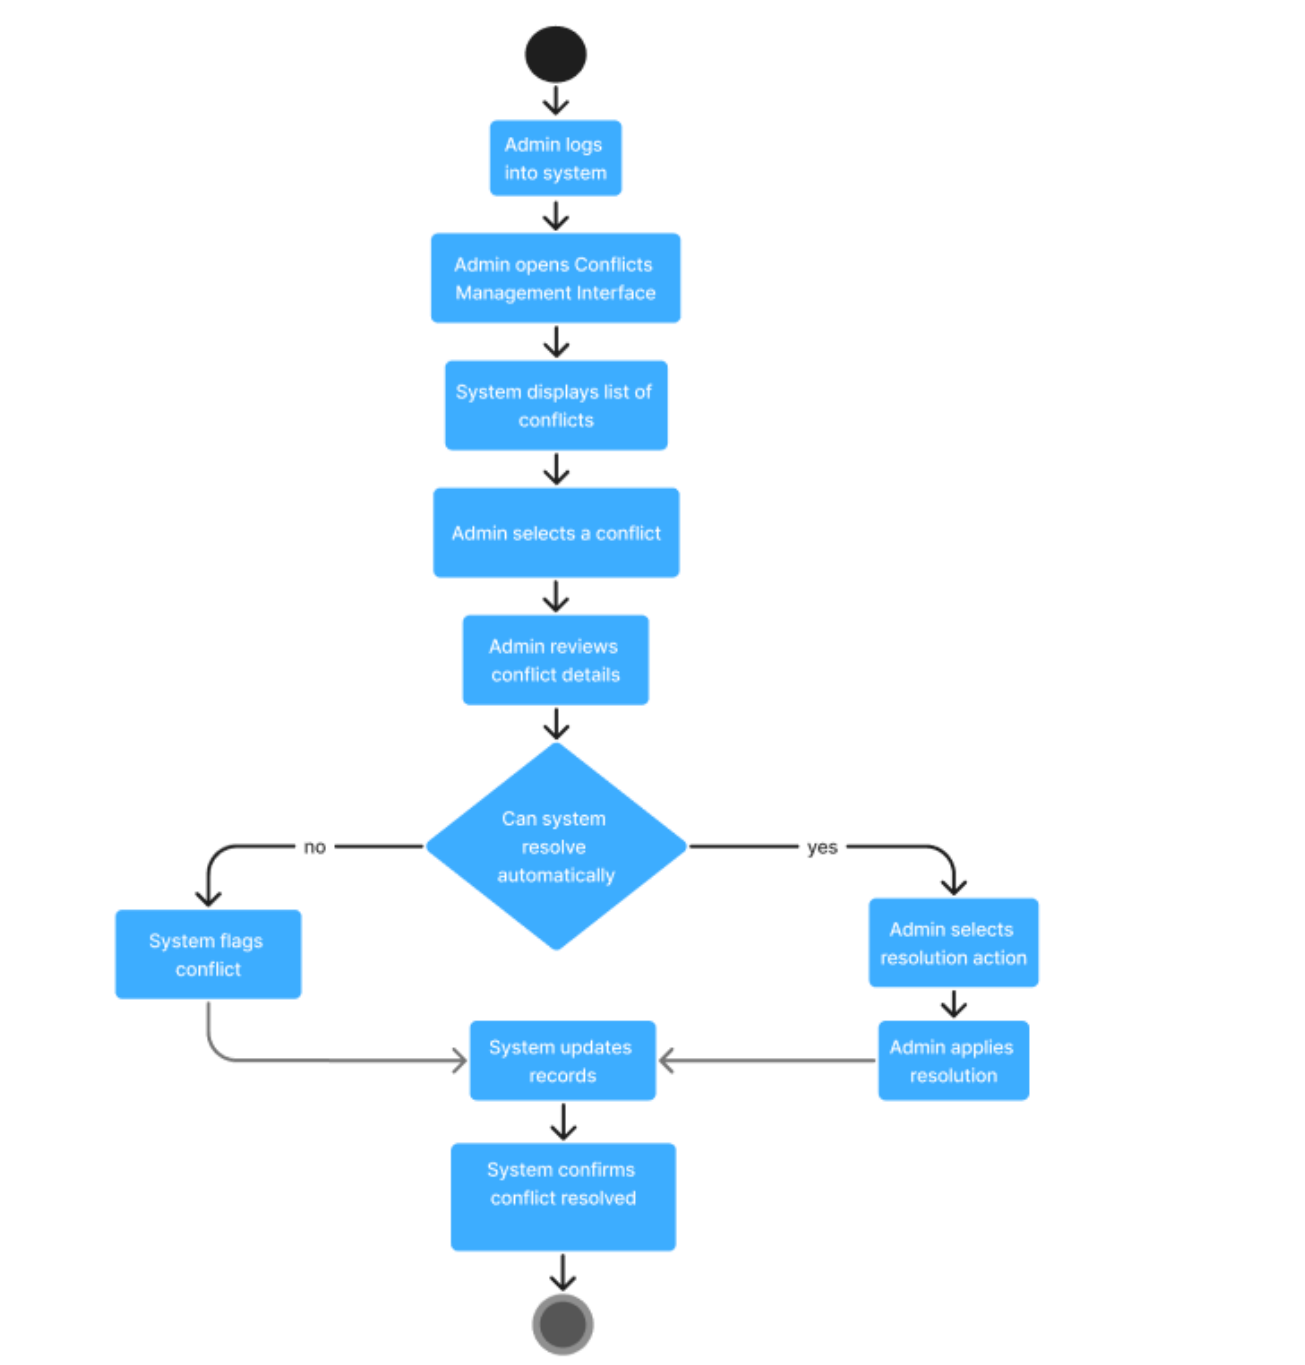 Admin logs
into system
Admin opens Conflicts
Management Interface
System displays list of
conflicts
Admin selects a conflict
Admin reviews
conflict details
Can system
resolve
automatically
no
yes
System flags
conflict
Admin selects
resolution action
System updates
records
Admin applies
resolution
System confirms
conflict resolved